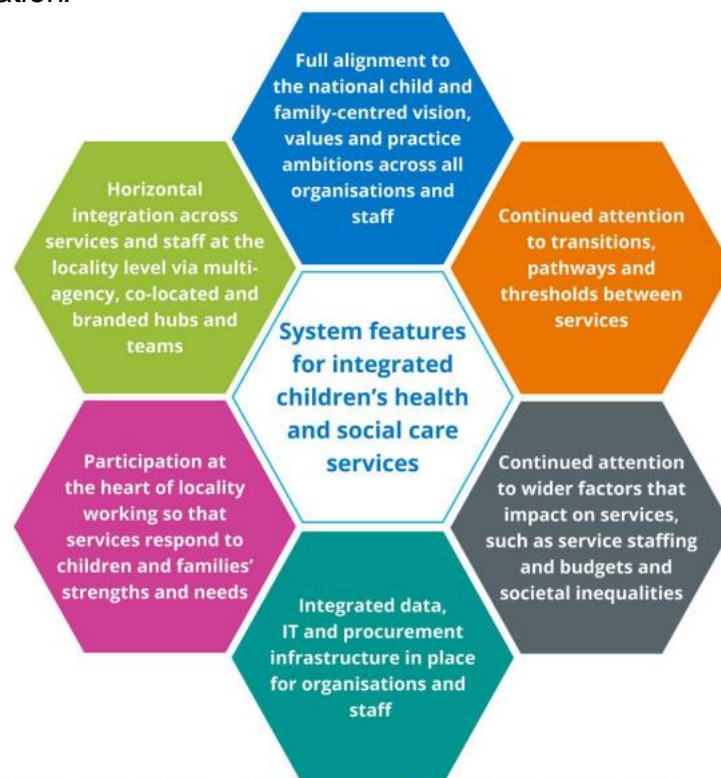 Full alignment to
the national child and
family-centred vision,
values and practice
ambitions across all
organisations and
staff
Horizontal
integration across
services and staff at the
locality level via multi-
agency, co-located and
branded hubs and
teams
Continued attention
to transitions,
pathways and
thresholds between
services
System features
for integrated
children’s health
and social care
services
Participation at
the heart of locality
working so that
services respond to
children and families’
strengths and needs
Continued attention
to wider factors that
impact on services,
such as service staffing
and budgets and
societal inequalities
Integrated data,
IT and procurement
infrastructure in place
for organisations and
staff